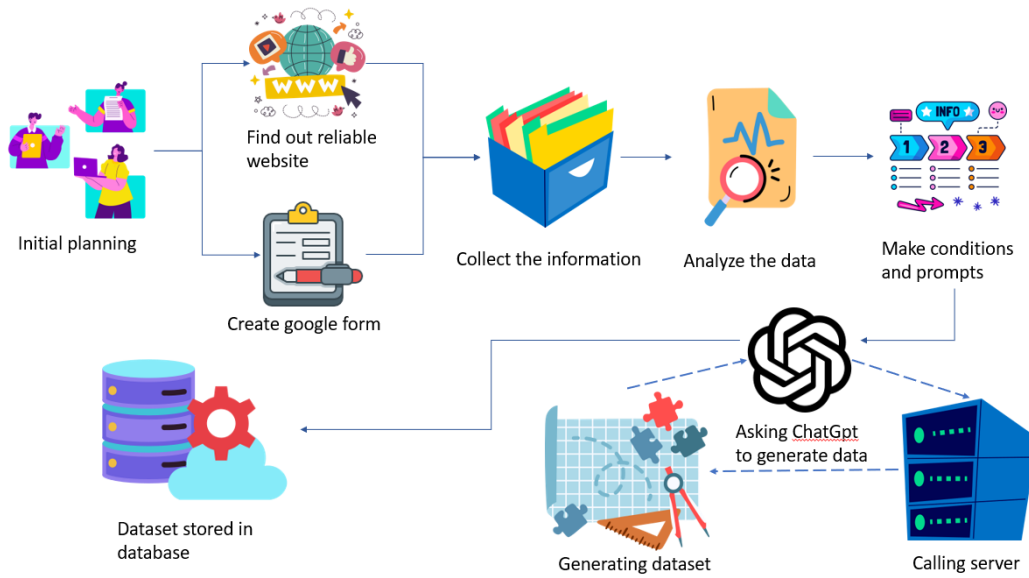 WWW
Find out reliable
website
Initial planning
Create google form
Collect the information
Analyze the data
INFO
1 2 3
Make conditions
and prompts
Asking ChatGpt
to generate data
Dataset stored in
database
Generating dataset
Calling server